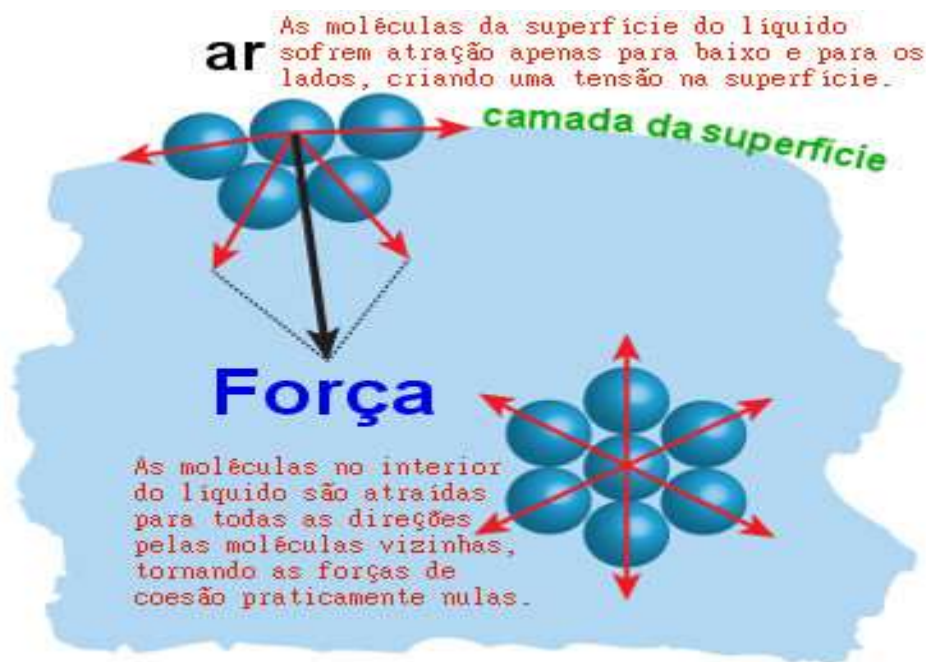 As moléculas da superfície do líquido
sofrem atração apenas para baixo e para os
lados, criando uma tensão na superfície.
ar
camada da superfície
Força
As moléculas no interior
do líquido são atraídas
para todas as direções
pelas moléculas vizinhas,
tornando as forças de
coesão praticamente nulas.